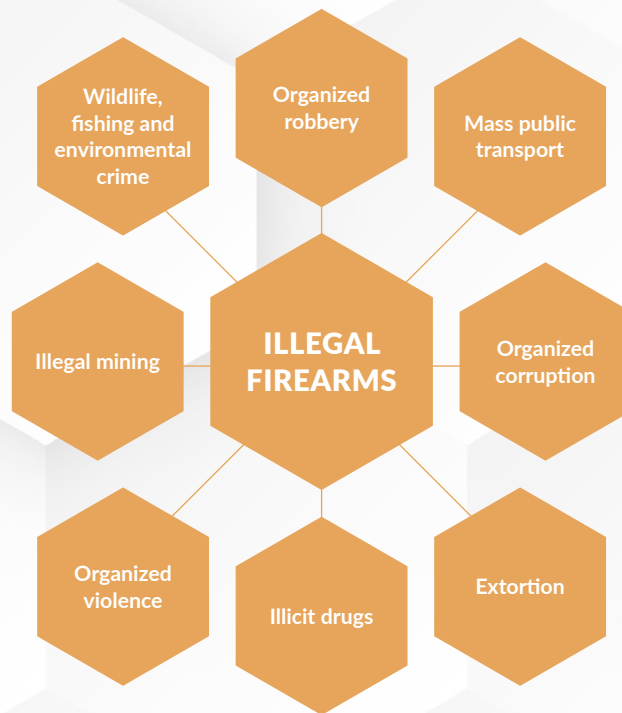 Wildlife,
fishing and
environmental
crime
Organized
robbery
Mass public
transport
Illegal mining
ILLEGAL
FIREARMS
Organized
corruption
Organized
violence
Illicit drugs
Extortion